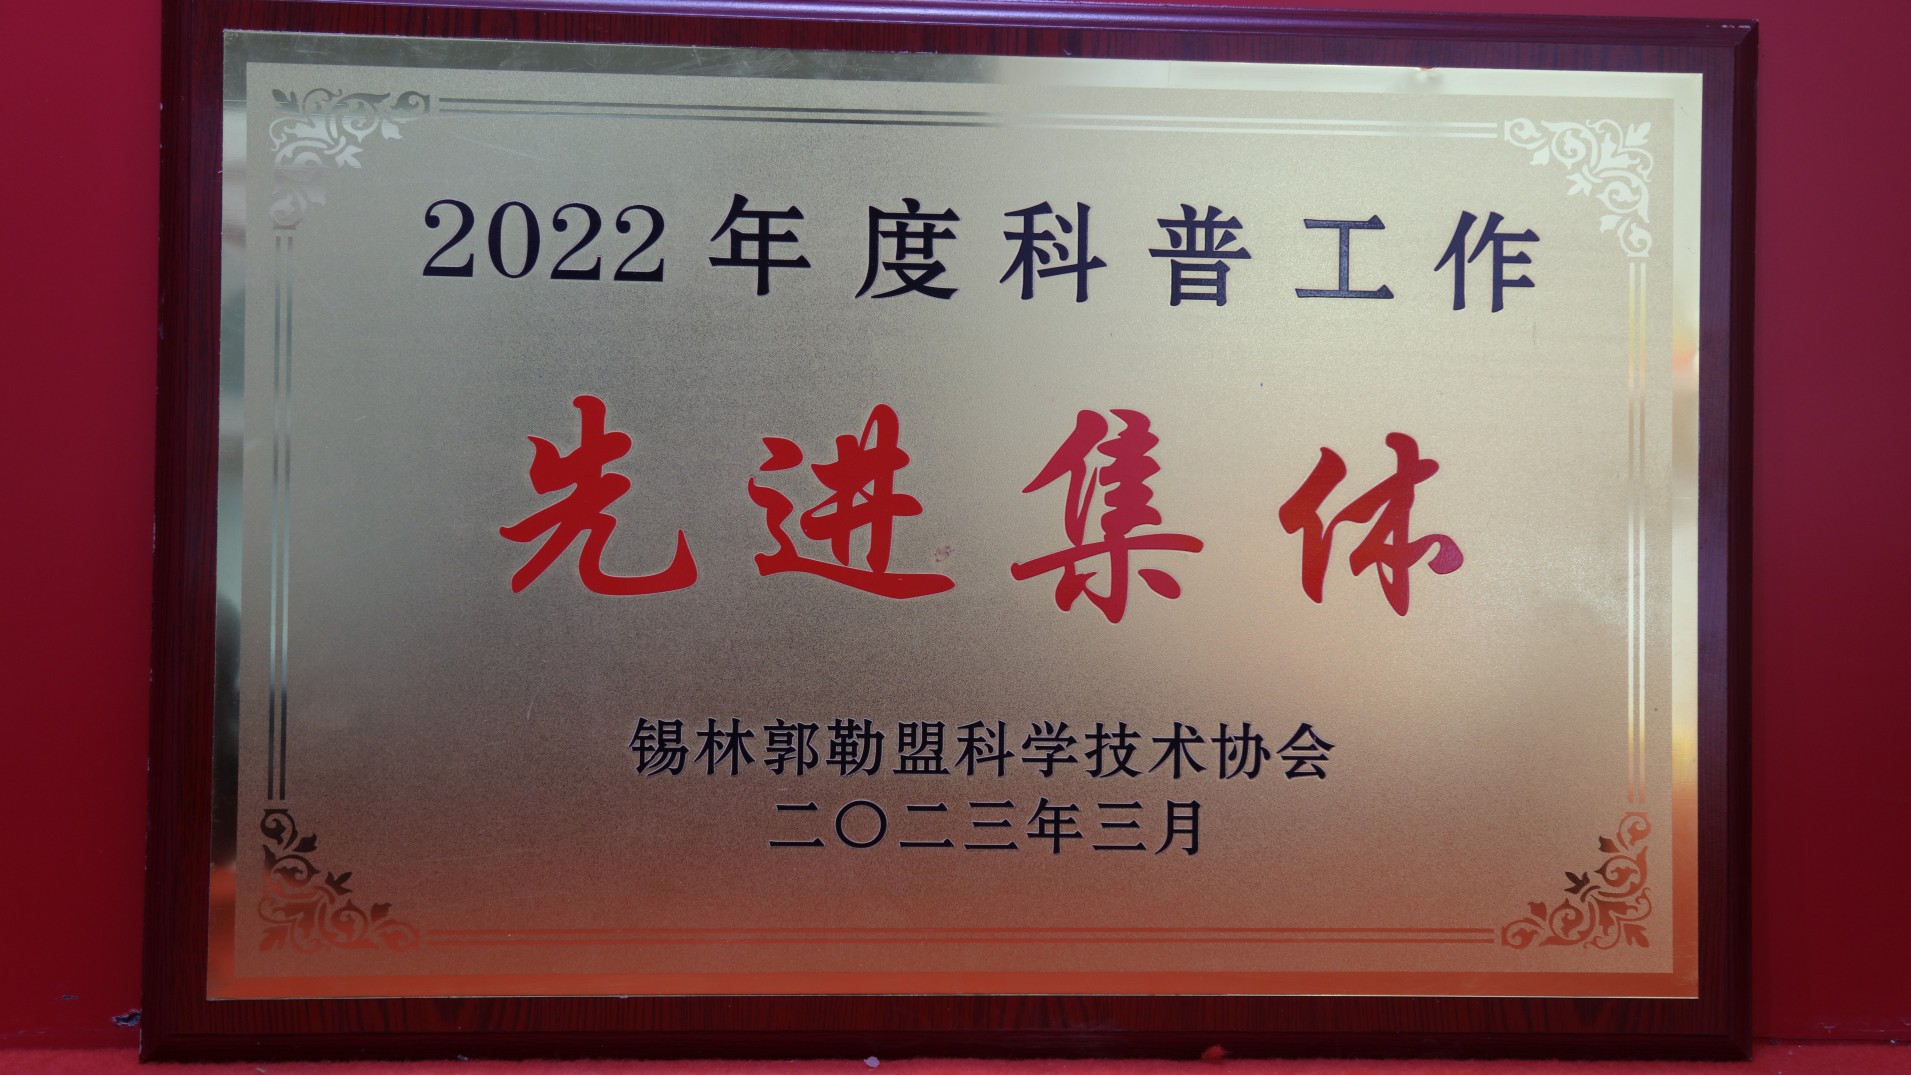 2022年度科普工作
先进集体
锡林郭勒盟科学技术协会
二〇二三年三月